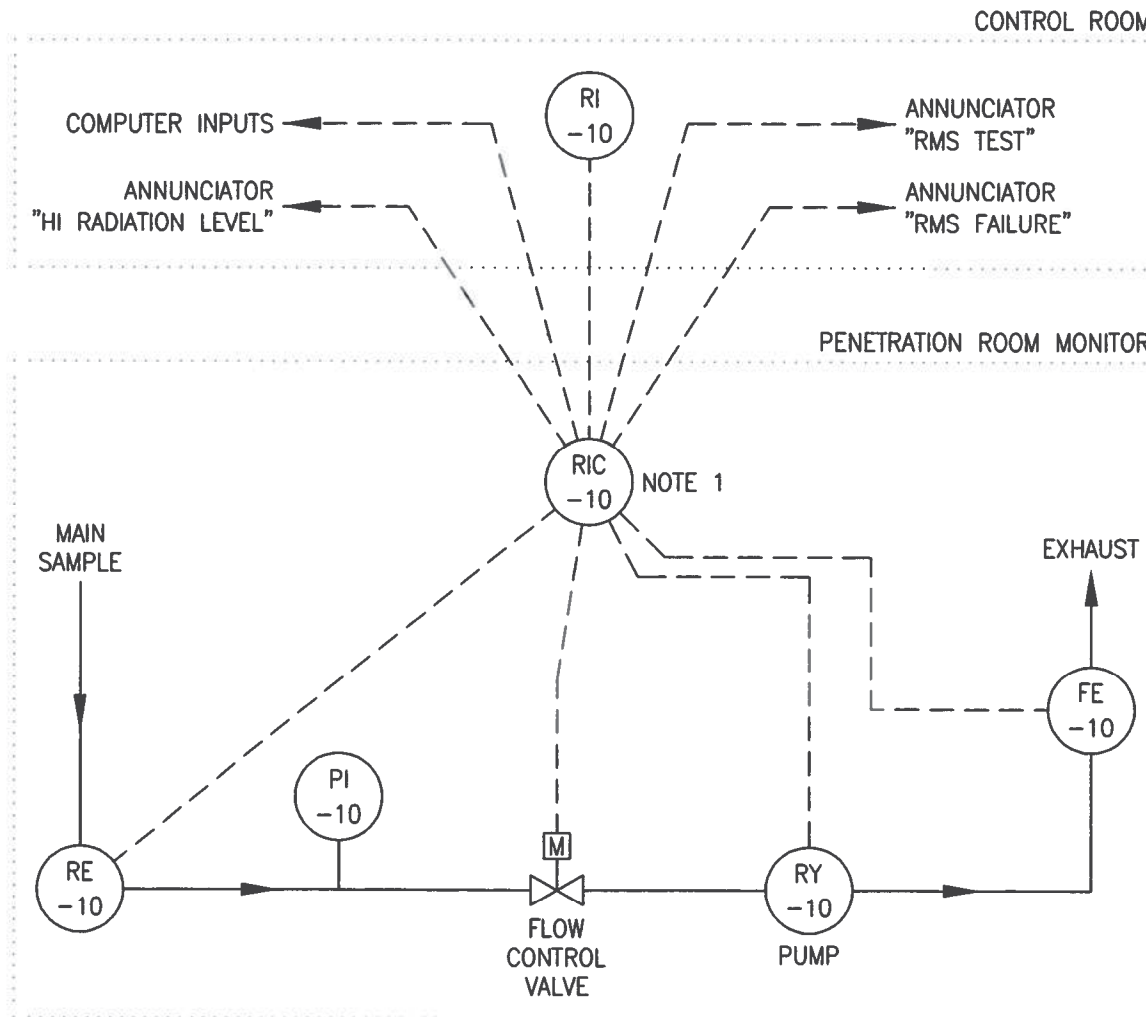 CONTROL ROOM
RI
-10
COMPUTER INPUTS
ANNUNCIATOR
"RMS TEST"
ANNUNCIATOR
"HI RADIATION LEVEL"
ANNUNCIATOR
"RMS FAILURE"
PENETRATION ROOM MONITOR
RIC
-10
NOTE 1
MAIN
SAMPLE
EXHAUST
FE
-10
PI
-10
M
RE
-10
RY
-10
FLOW
CONTROL
VALVE
PUMP